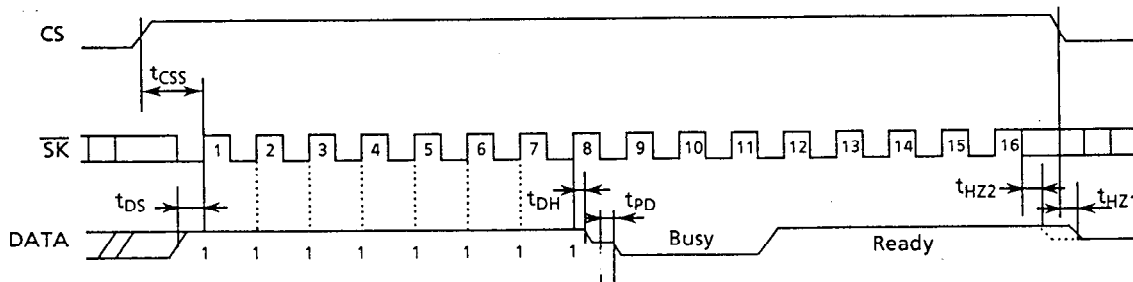 CS
tCSS
SK 1 2 3 4 5 6 7 8 9 10 11 12 13 14 15 16
tDS tDH tPD tHZ2 tHZ1
DATA Busy Ready
1 1 1 1 1 1 1 1